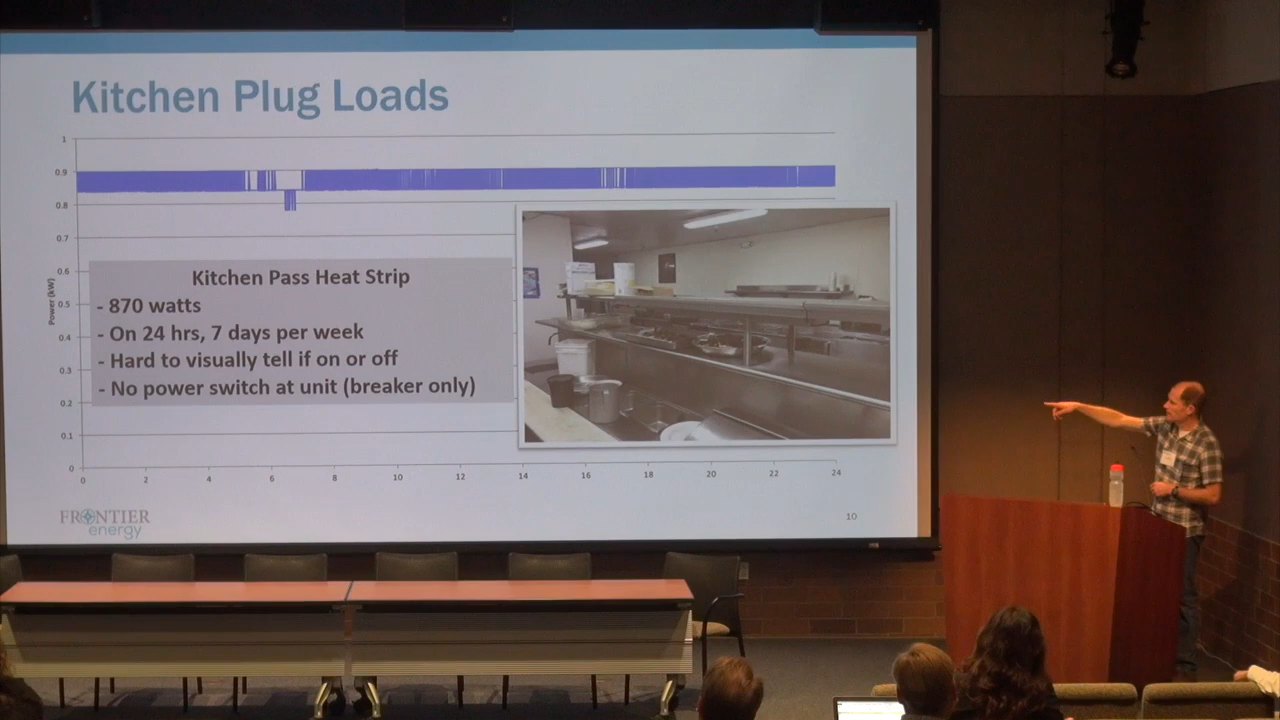 Kitchen Plug Loads
1
0.9
0.8
0.7
0.6
0.5
0.4
0.3
0.2
0.1
0
Power (kW)
Kitchen Pass Heat Strip
- 870 watts
- On 24 hrs, 7 days per week
- Hard to visually tell if on or off
- No power switch at unit (breaker only)
0 2 4 6 8 10 12 14 16 18 20 22 24
FRONTIER
energy
10